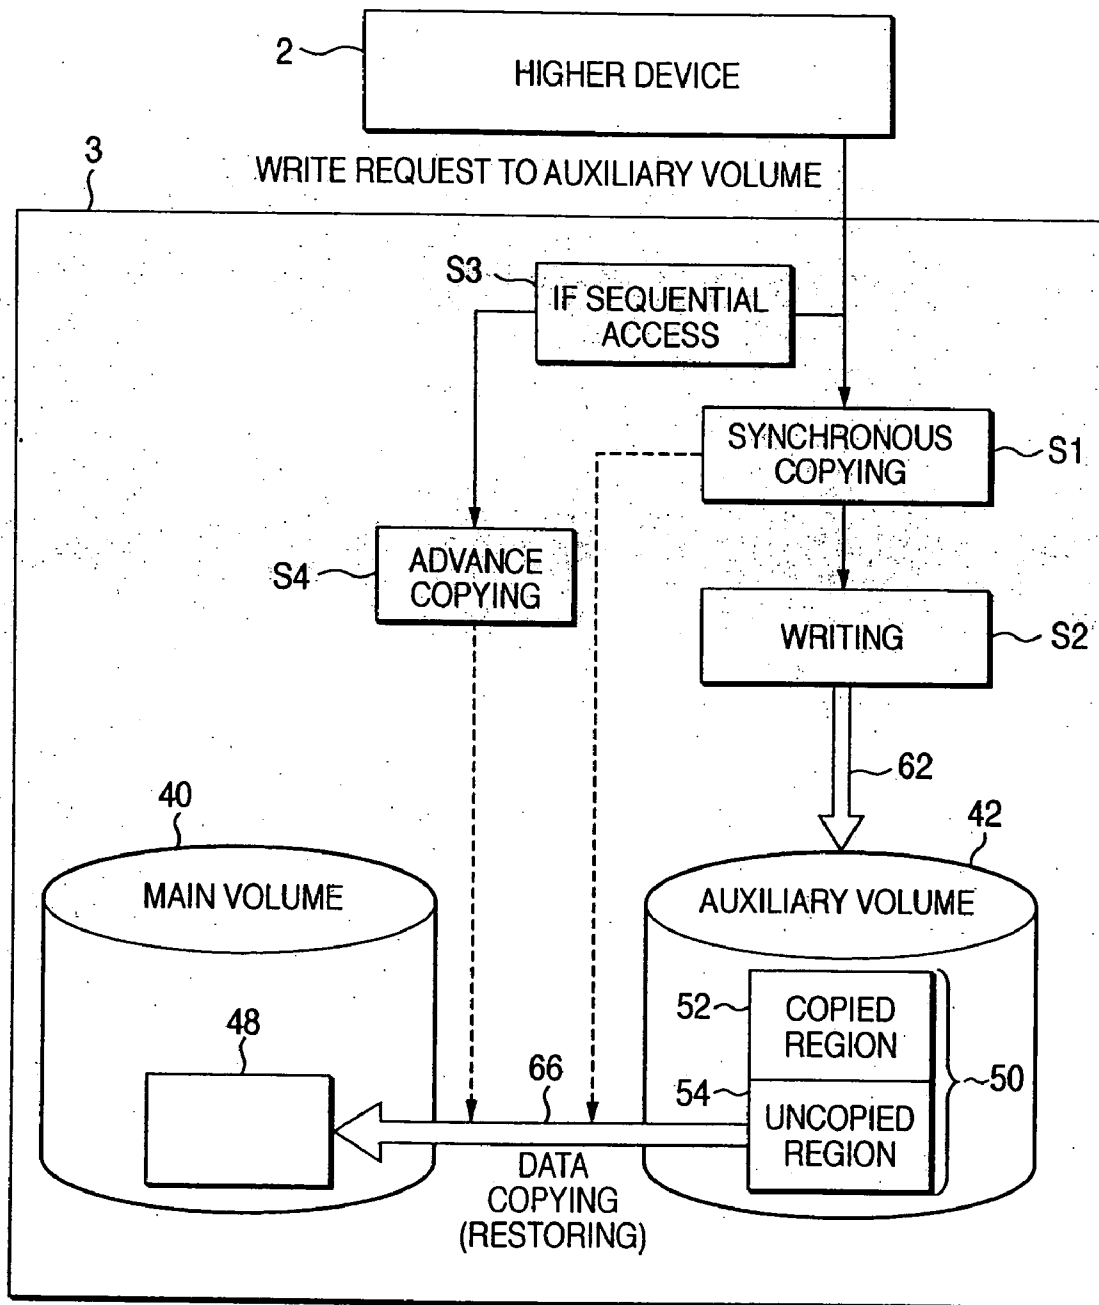 2
HIGHER DEVICE
3
WRITE REQUEST TO AUXILIARY VOLUME
S3
IF SEQUENTIAL
ACCESS
SYNCHRONOUS
COPYING
S1
S4
ADVANCE
COPYING
WRITING
S2
62
40
42
MAIN VOLUME
AUXILIARY VOLUME
52
COPIED
REGION
48
66
54
50
UNCOPIED
REGION
DATA
COPYING
(RESTORING)